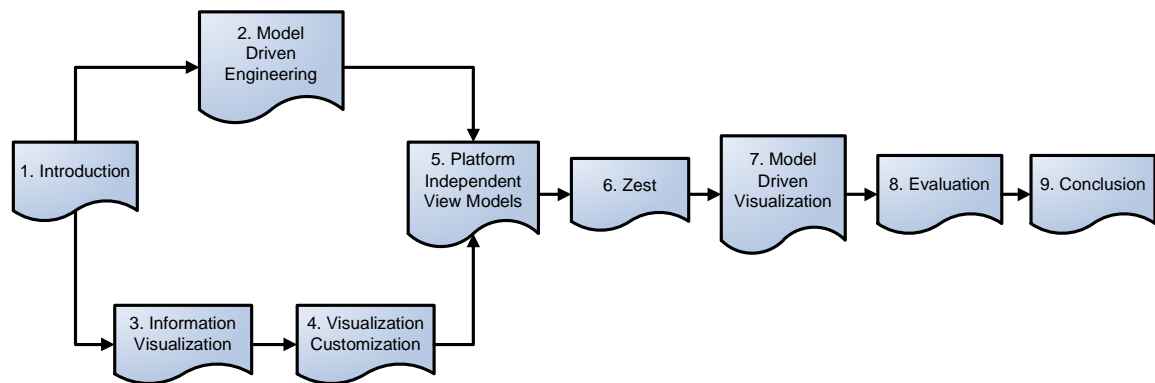 1. Introduction
2. Model
Driven
Engineering
3. Information
Visualization
4. Visualization
Customization
5. Platform
Independent
View Models
6. Zest
7. Model
Driven
Visualization
8. Evaluation
9. Conclusion